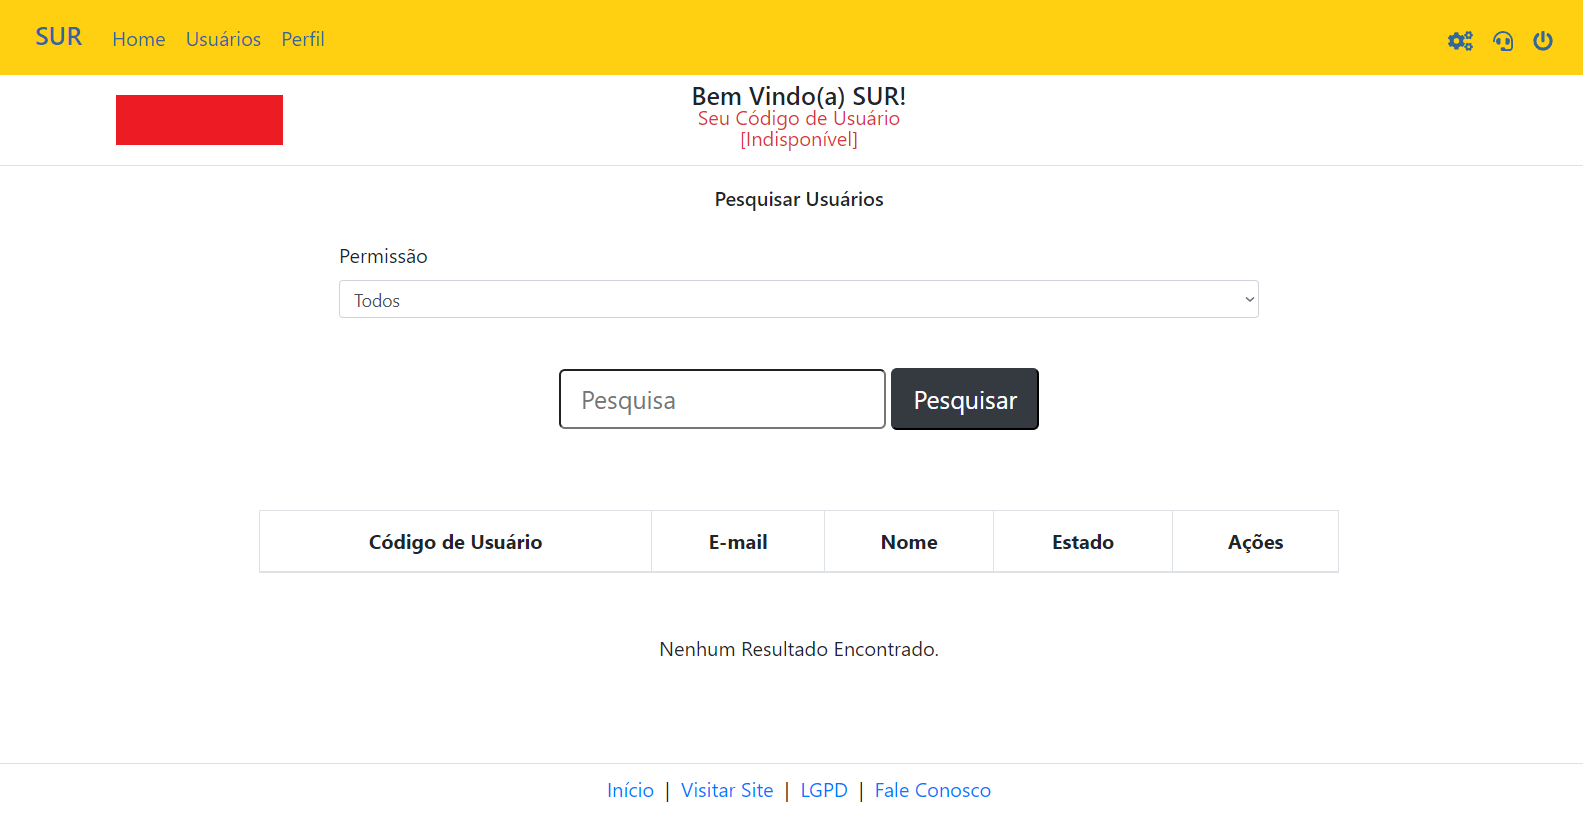 SUR Home Usuários Perfil
Bem Vindo(a) SUR!
Seu Código de Usuário
[Indisponível]
Pesquisar Usuários
Permissão
Todos
Pesquisa Pesquisar
Código de Usuário E-mail Nome Estado Ações
Nenhum Resultado Encontrado.
Início | Visitar Site | LGPD | Fale Conosco